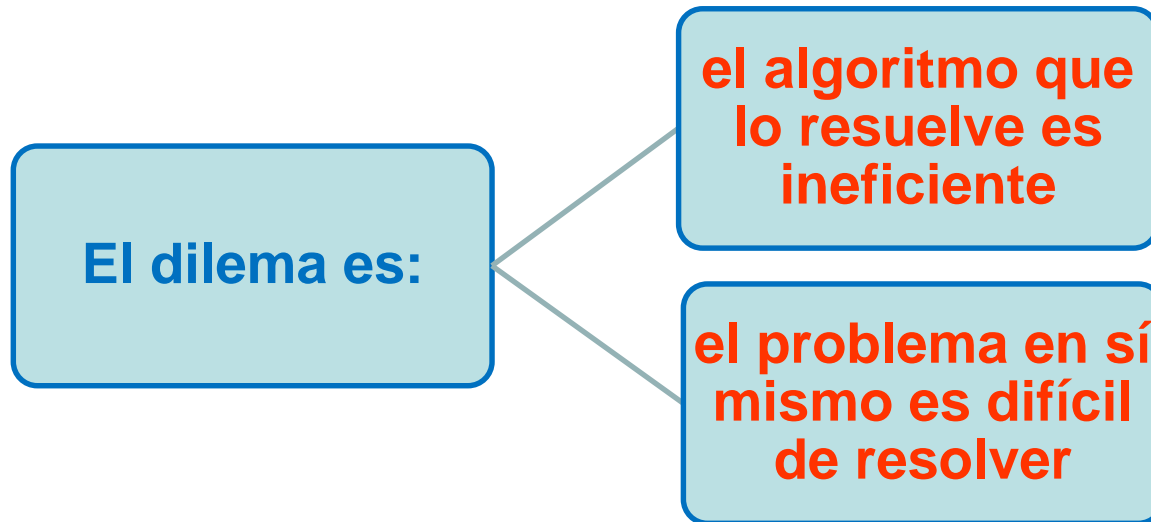 El dilema es:
el algoritmo que
lo resuelve es
ineficiente
el problema en sí
mismo es difícil
de resolver